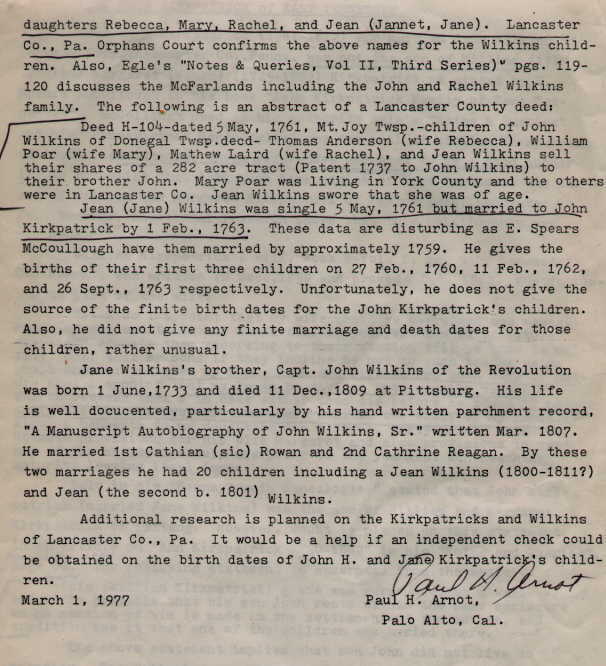 daughters Rebecca, Mary, Rachel, and Jean (Jannet, Jane). Lancaster
Co., Pa. Orphans Court confirms the above names for the Wilkins child-
ren. Also, Egle's "Notes & Queries, Vol II, Third Series)" pgs. 119-
120 discusses the McFarlands including the John and Rachel Wilkins
family. The following is an abstract of a Lancaster County deed:
Deed H-104-dated 5 May, 1761, Mt.Joy Twsp.-children of John
Wilkins of Donegal Twsp.decd- Thomas Anderson (wife Rebecca), William
Poar (wife Mary), Mathew Laird (wife Rachel), and Jean Wilkins sell
their shares of a 282 acre tract (Patent 1737 to John Wilkins) to
their brother John. Mary Poar was living in York County and the others
were in Lancaster Co. Jean Wilkins swore that she was of age.
Jean (Jane) Wilkins was single 5 May, 1761 but married to John
Kirkpatrick by 1 Feb., 1763. These data are disturbing as E. Spears
McCoullough have them married by approximately 1759. He gives the
births of their first three children on 27 Feb., 1760, 11 Feb., 1762,
and 26 Sept., 1763 respectively. Unfortunately, he does not give the
source of the finite birth dates for the John Kirkpatrick's children.
Also, he did not give any finite marriage and death dates for those
children, rather unusual.
Jane Wilkins's brother, Capt. John Wilkins of the Revolution
was born 1 June,1733 and died 11 Dec.,1809 at Pittsburg. His life
is well docucented, particularly by his hand written parchment record,
"A Manuscript Autobiography of John Wilkins, Sr." written Mar. 1807.
He married 1st Cathian (sic) Rowan and 2nd Cathrine Reagan. By these
two marriages he had 20 children including a Jean Wilkins (1800-1811?)
and Jean (the second b. 1801) Wilkins.
Additional research is planned on the Kirkpatricks and Wilkins
of Lancaster Co., Pa. It would be a help if an independent check could
be obtained on the birth dates of John H. and Jane Kirkpatrick's child-
ren.
Paul H. Arnot
March 1, 1977 Paul H. Arnot,
Palo Alto, Cal.